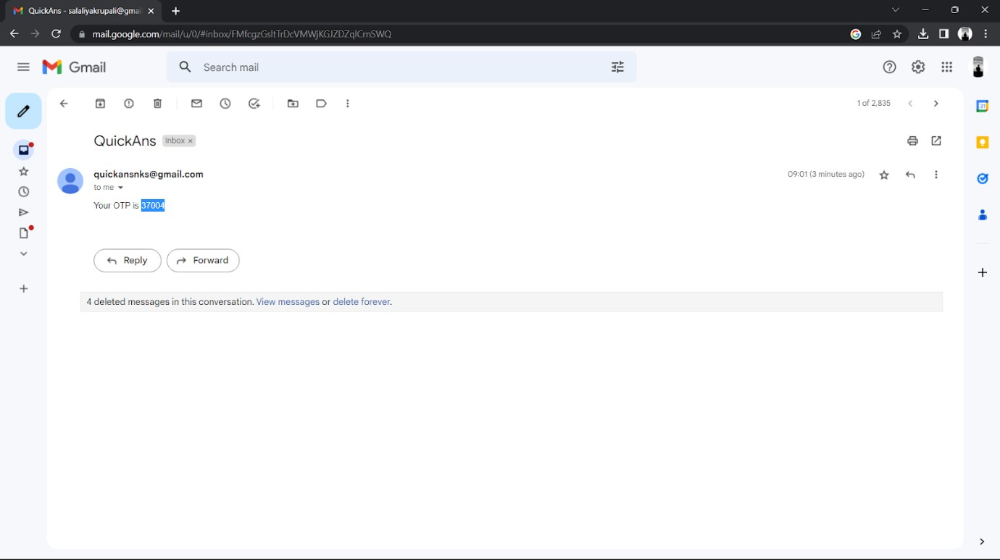 QuickAns - salaliyakrupali@gmai
mail.google.com/mail/u/0/#inbox/FMfcgzGsltTrDcVMWjKGJZDZqlCrnSWQ
Gmail
Search mail
1 of 2,835
31
QuickAns Inbox ×
quickansnks@gmail.com
09:01 (3 minutes ago)
to me
Your OTP is 37004
Reply
Forward
4 deleted messages in this conversation. View messages or delete forever.